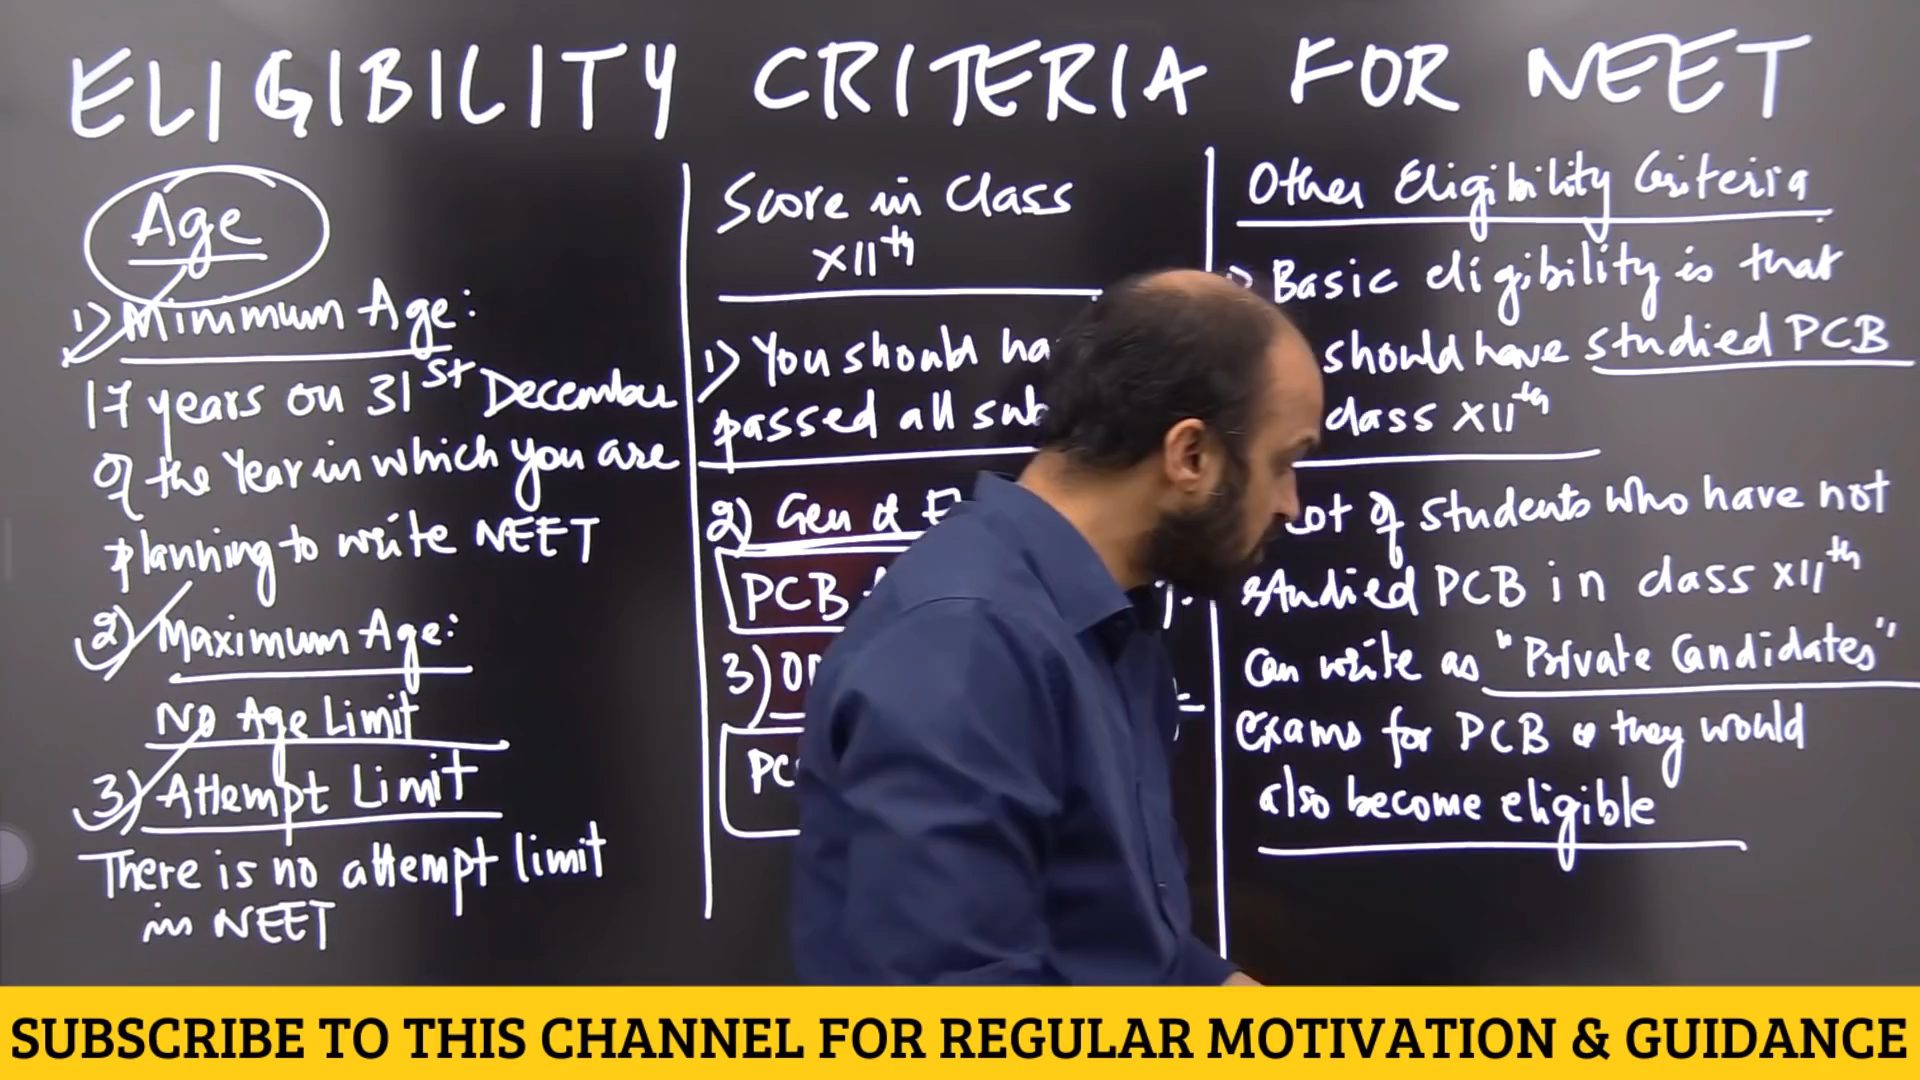 ELIGIBILITY CRITERIA FOR NEET
Age
1) Minimum Age:
17 years on 31st December
of the Year in which you are
planning to write NEET
2) Maximum Age:
No Age Limit
3) Attempt Limit
There is no attempt limit
in NEET
Score in Class
XIIth
1) You should
passed all
2) Gen &
PCB
3)
Other Eligibility Criteria
Basic eligibility is that
should have studied PCB
class XIIth
of students who have not
studied PCB in class XIIth
can write as "Private Candidates"
exams for PCB & they would
also become eligible
SUBSCRIBE TO THIS CHANNEL FOR REGULAR MOTIVATION & GUIDANCE